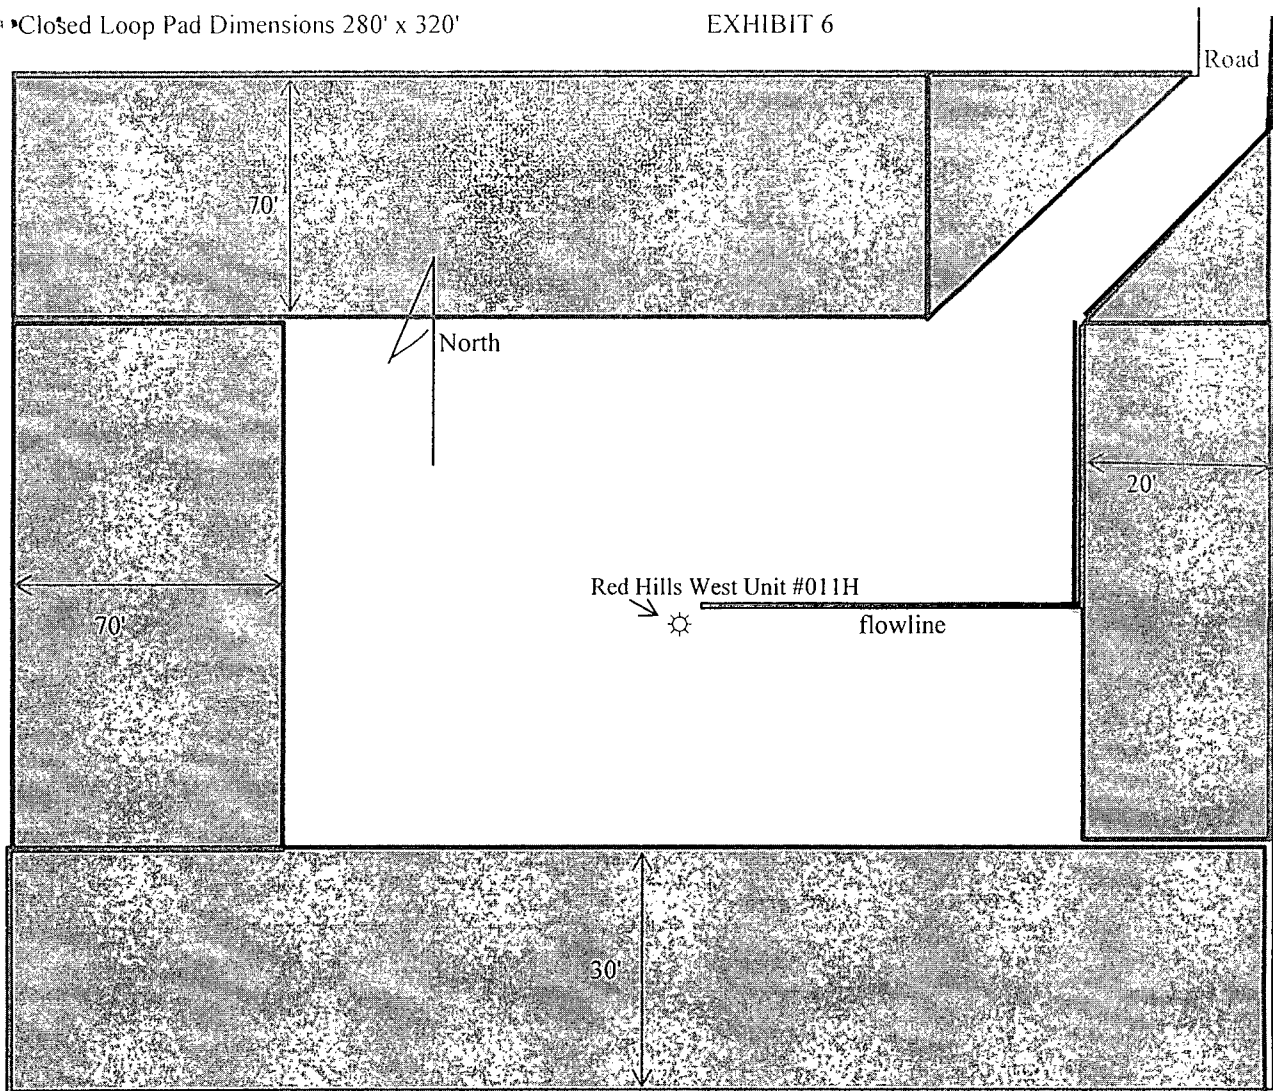 Closed Loop Pad Dimensions 280' x 320'
EXHIBIT 6
Road
70'
North
20'
Red Hills West Unit #011H
flowline
70'
30'